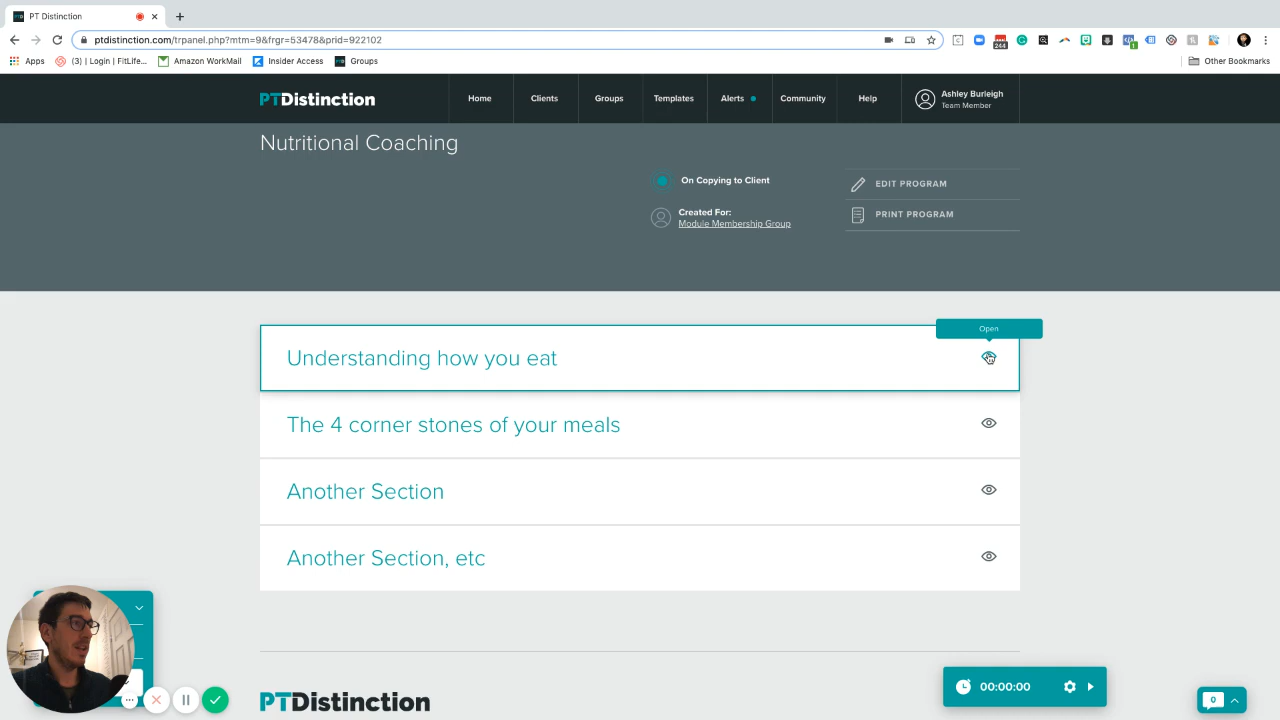 PT Distinction
ptdistinction.com/trpanel.php?mtm=9&frgr=53478&prid=922102
244
1
Apps
(3) | Login | FitLife...
Amazon WorkMail
Insider Access
Groups
Other Bookmarks
PTDistinction
Home
Clients
Groups
Templates
Alerts
Community
Help
Ashley Burleigh
Team Member
Nutritional Coaching
On Copying to Client
Created For:
Module Membership Group
EDIT PROGRAM
PRINT PROGRAM
Open
Understanding how you eat
The 4 corner stones of your meals
Another Section
Another Section, etc
00:00:00
0
PTDistinction